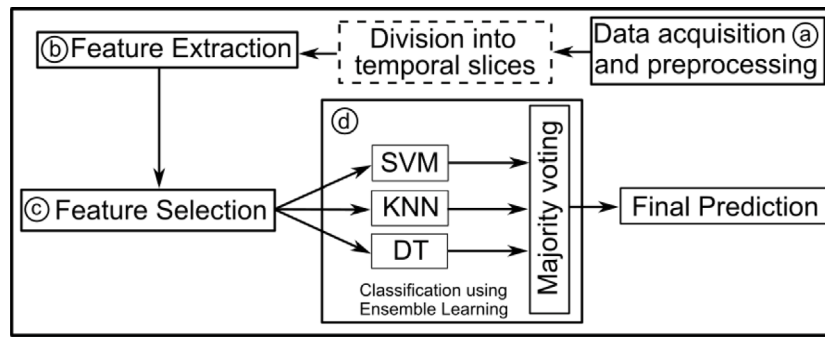 ⓑ Feature Extraction
Division into
temporal slices
Data acquisition ⓐ
and preprocessing
ⓓ
SVM
KNN
DT
Majority voting
ⓒ Feature Selection
Final Prediction
Classification using
Ensemble Learning